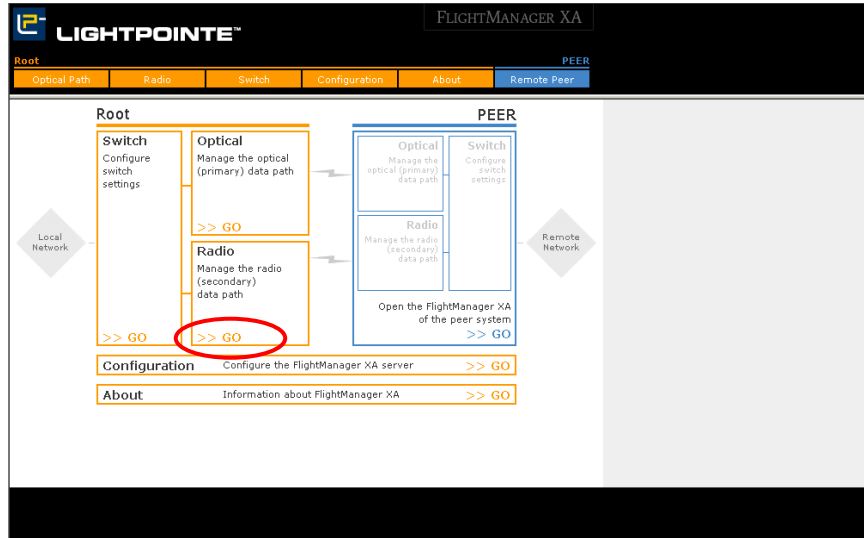 LIGHTPOINTE™
FLIGHTMANAGER XA
Root
PEER
Optical Path
Radio
Switch
Configuration
About
Remote Peer
Root
PEER
Switch
Configure
switch
settings
>> GO
Optical
Manage the optical
(primary) data path
>> GO
Radio
Manage the radio
(secondary)
data path
>> GO
Optical
Manage the
optical (primary)
data path
Switch
Configure
switch
settings
Radio
Manage the radio
(secondary)
data path
Open the FlightManager XA
of the peer system
>> GO
Local
Network
Remote
Network
Configuration
Configure the FlightManager XA server
>> GO
About
Information about FlightManager XA
>> GO